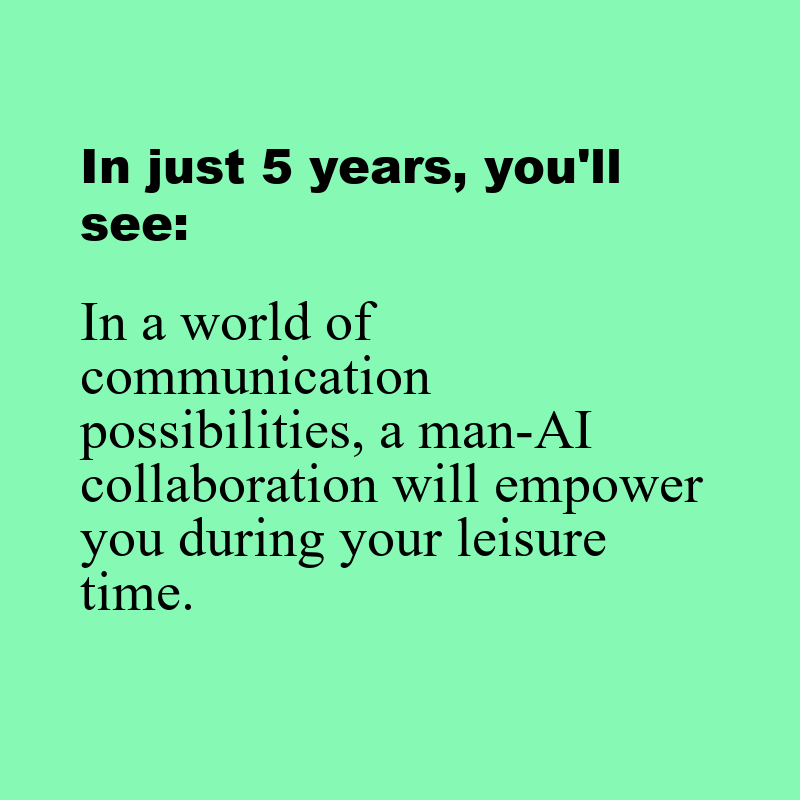 In just 5 years, you'll
see:
In a world of
communication
possibilities, a man-AI
collaboration will empower
you during your leisure
time.